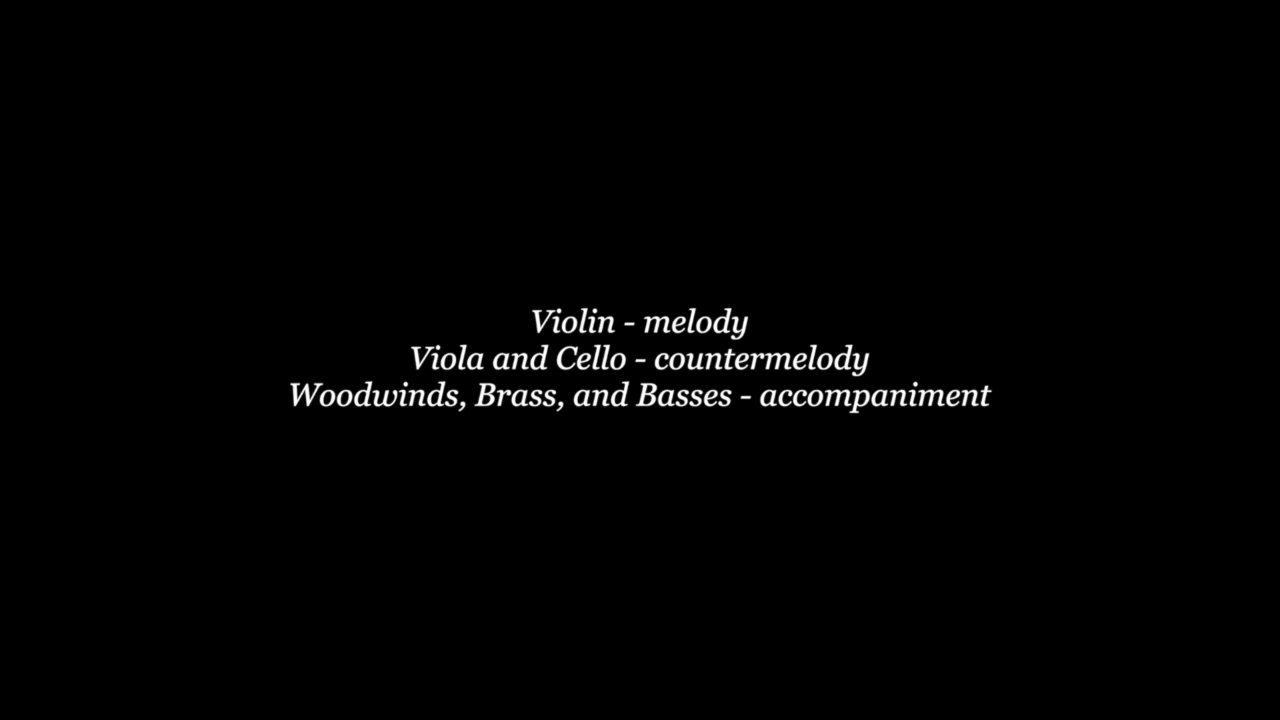 Violin - melody
Viola and Cello - countermelody
Woodwinds, Brass, and Basses - accompaniment